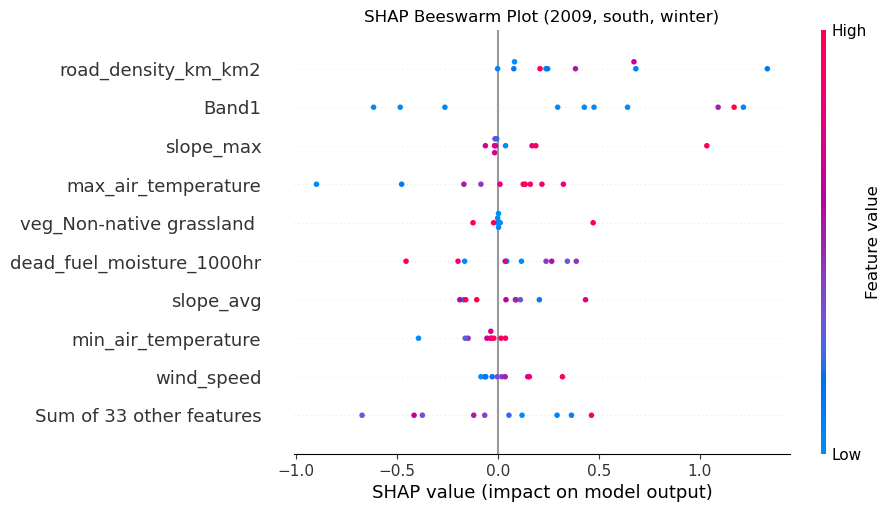 SHAP Beeswarm Plot (2009, south, winter)
High
road_density_km_km2
Band1
slope_max
max_air_temperature
veg_Non-native grassland
dead_fuel_moisture_1000hr
slope_avg
min_air_temperature
wind_speed
Sum of 33 other features
Feature value
Low
−1.0 −0.5 0.0 0.5 1.0
SHAP value (impact on model output)